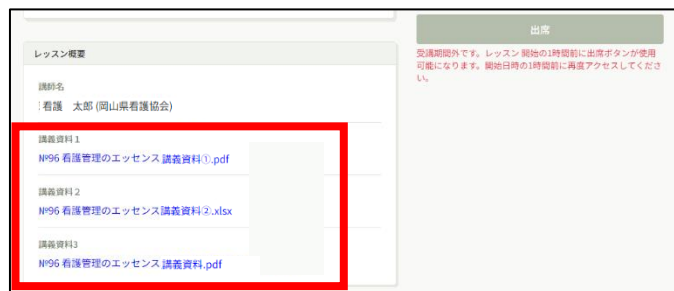 出席
受講期間外です。レッスン開始の1時間前に出席ボタンが使用
可能になります。開始日時の1時間前に再度アクセスしてくださ
い。
レッスン概要
講師名
看護　太郎 (岡山県看護協会)
講義資料1
№96 看護管理のエッセンス 講義資料①.pdf
講義資料2
№96 看護管理のエッセンス講義資料②.xlsx
講義資料3
№96 看護管理のエッセンス 講義資料.pdf